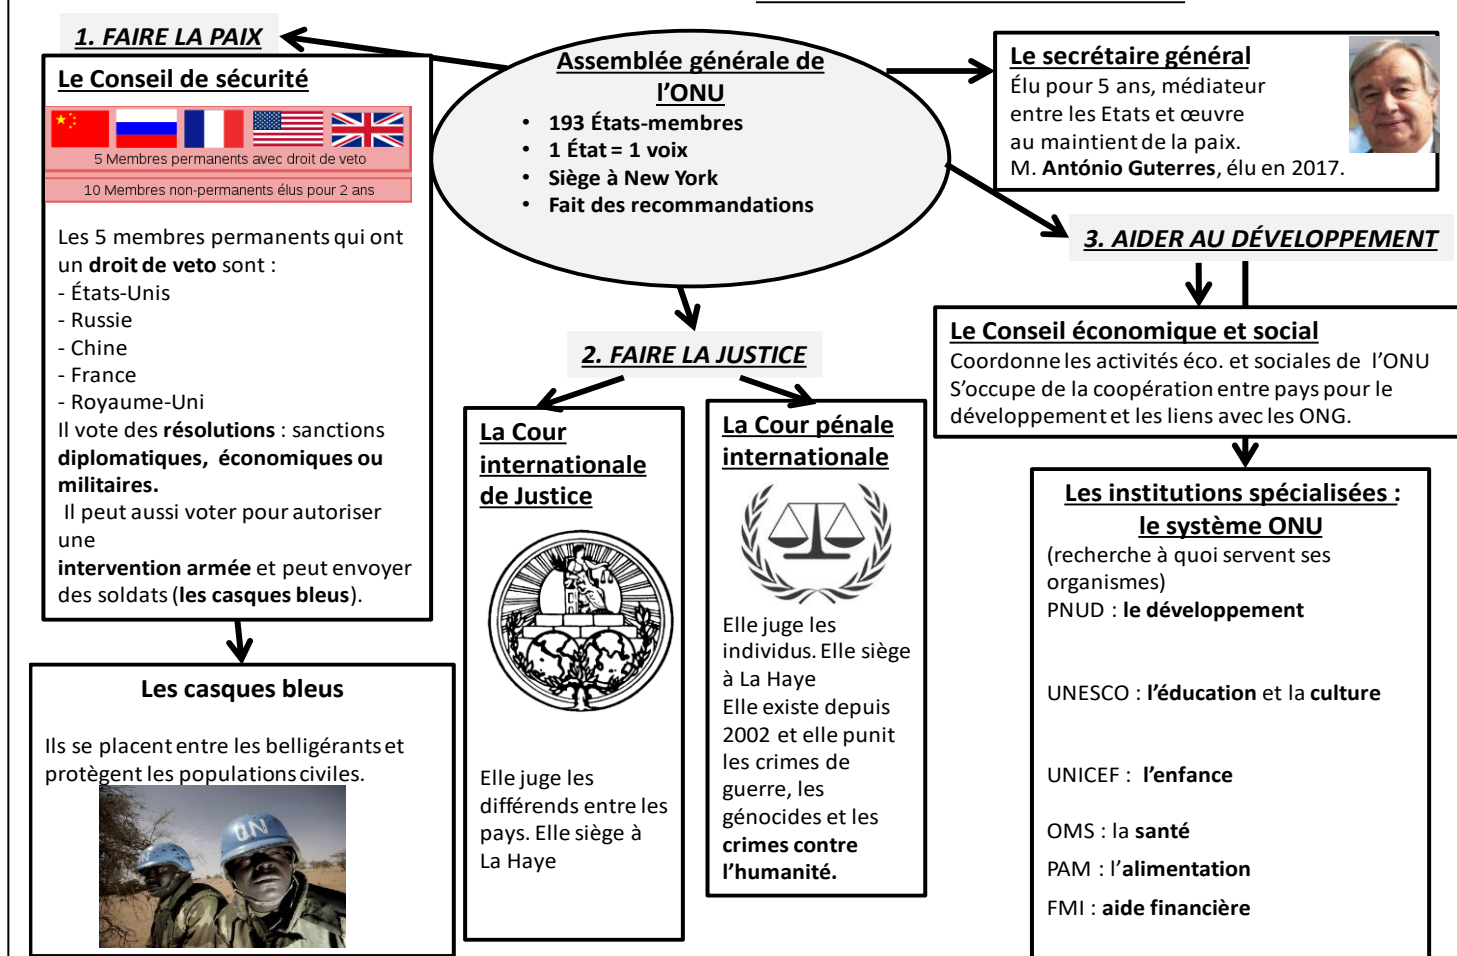 1. FAIRE LA PAIX
Le Conseil de sécurité
5 Membres permanents avec droit de veto
10 Membres non-permanents élus pour 2 ans
Les 5 membres permanents qui ont
un droit de veto sont :
- États-Unis
- Russie
- Chine
- France
- Royaume-Uni
Il vote des résolutions : sanctions
diplomatiques, économiques ou
militaires.
Il peut aussi voter pour autoriser
une
intervention armée et peut envoyer
des soldats (les casques bleus).
Les casques bleus
Ils se placent entre les belligérants et
protègent les populations civiles.
UN
Assemblée générale de
l'ONU
• 193 États-membres
• 1 État = 1 voix
• Siège à New York
• Fait des recommandations
Le secrétaire général
Élu pour 5 ans, médiateur
entre les Etats et œuvre
au maintient de la paix.
M. António Guterres, élu en 2017.
2. FAIRE LA JUSTICE
La Cour
internationale
de Justice
Elle juge les
différends entre les
pays. Elle siège à
La Haye
La Cour pénale
internationale
Elle juge les
individus. Elle siège
à La Haye
Elle existe depuis
2002 et elle punit
les crimes de
guerre, les
génocides et les
crimes contre
l'humanité.
3. AIDER AU DÉVELOPPEMENT
Le Conseil économique et social
Coordonne les activités éco. et sociales de l'ONU
S'occupe de la coopération entre pays pour le
développement et les liens avec les ONG.
Les institutions spécialisées :
le système ONU
(recherche à quoi servent ses
organismes)
PNUD : le développement
UNESCO : l'éducation et la culture
UNICEF : l'enfance
OMS : la santé
PAM : l'alimentation
FMI : aide financière